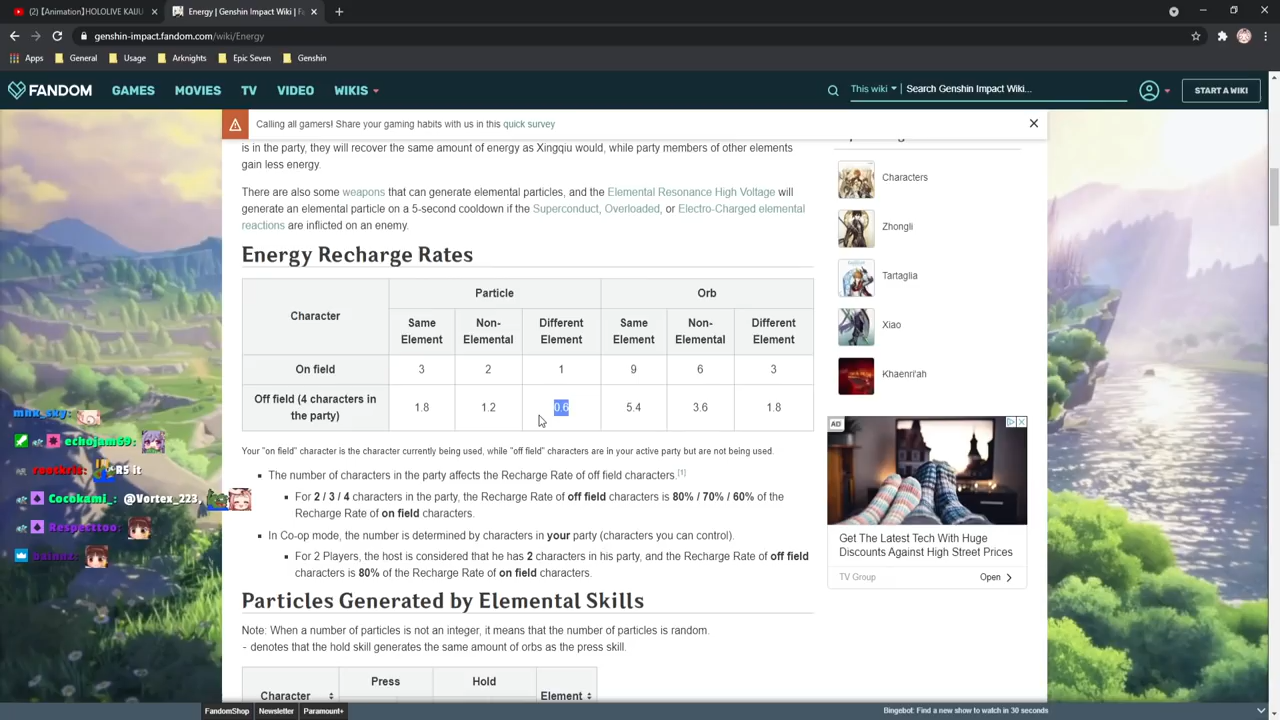 (2) [Animation]HOLOLIVE KAIJU
Energy | Genshin Impact Wiki | F
genshin-impact.fandom.com/wiki/Energy
Apps General Usage Arknights Epic Seven Genshin
FANDOM GAMES MOVIES TV VIDEO WIKIS This wiki Search Genshin Impact Wiki... START A WIKI
Calling all gamers! Share your gaming habits with us in this quick survey
is in the party, they will recover the same amount of energy as Xingqiu would, while party members of other elements
gain less energy.
There are also some weapons that can generate elemental particles, and the Elemental Resonance High Voltage will
generate an elemental particle on a 5-second cooldown if the Superconduct, Overloaded, or Electro-Charged elemental
reactions are inflicted on an enemy.
Energy Recharge Rates
Character Particle Orb
Same Element Non-Elemental Different Element Same Element Non-Elemental Different Element
On field 3 2 1 9 6 3
Off field (4 characters in the party) 1.8 1.2 0.6 5.4 3.6 1.8
Your "on field" character is the character currently being used, while "off field" characters are in your active party but are not being used.
The number of characters in the party affects the Recharge Rate of off field characters.[1]
For 2 / 3 / 4 characters in the party, the Recharge Rate of off field characters is 80% / 70% / 60% of the
Recharge Rate of on field characters.
In Co-op mode, the number is determined by characters in your party (characters you can control).
For 2 Players, the host is considered that he has 2 characters in his party, and the Recharge Rate of off field
characters is 80% of the Recharge Rate of on field characters.
Particles Generated by Elemental Skills
Note: When a number of particles is not an integer, it means that the number of particles is random.
- denotes that the hold skill generates the same amount of orbs as the press skill.
Character Press Hold Element
Characters
Zhongli
Tartaglia
Xiao
Khaenri'ah
AD
Get The Latest Tech With Huge
Discounts Against High Street Prices
TV Group Open
mnk_sky:
echojam69:
rootkris: R5 it
Cocokami_: @Vortex_223,
Respecttoo:
FandomShop Newsletter Paramount+
Bingebot: Find a new show to watch in 30 seconds